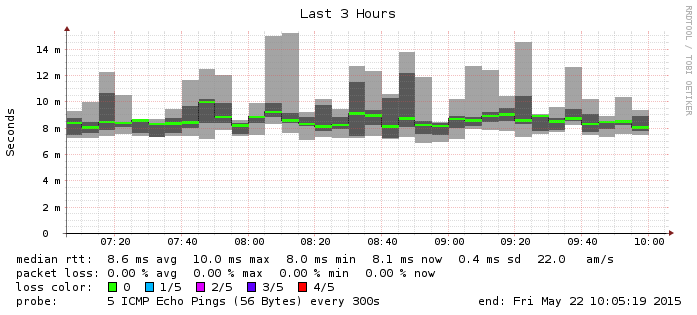 Last 3 Hours
RRDTOOL / TOBI OETIKER
Seconds
14 m
12 m
10 m
8 m
6 m
4 m
2 m
0
07:20 07:40 08:00 08:20 08:40 09:00 09:20 09:40 10:00
median rtt: 8.6 ms avg 10.0 ms max 8.0 ms min 8.1 ms now 0.4 ms sd 22.0 am/s
packet loss: 0.00 % avg 0.00 % max 0.00 % min 0.00 % now
loss color: 0 1/5 2/5 3/5 4/5
probe: 5 ICMP Echo Pings (56 Bytes) every 300s end: Fri May 22 10:05:19 2015